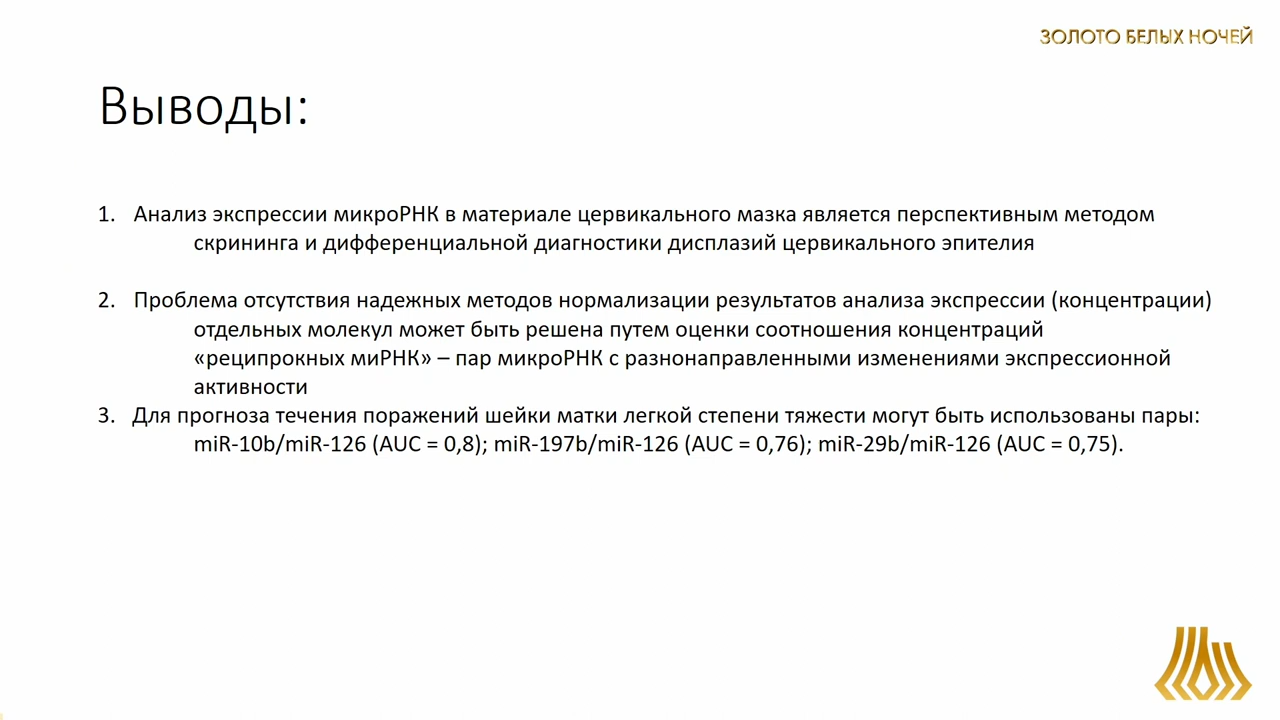 ЗОЛОТО БЕЛЫХ НОЧЕЙ
Выводы:
1. Анализ экспрессии микроРНК в материале цервикального мазка является перспективным методом
скрининга и дифференциальной диагностики дисплазий цервикального эпителия
2. Проблема отсутствия надежных методов нормализации результатов анализа экспрессии (концентрации)
отдельных молекул может быть решена путем оценки соотношения концентраций
«реципрокных миРНК» – пар микроРНК с разнонаправленными изменениями экспрессионной
активности
3. Для прогноза течения поражений шейки матки легкой степени тяжести могут быть использованы пары:
miR-10b/miR-126 (AUC = 0,8); miR-197b/miR-126 (AUC = 0,76); miR-29b/miR-126 (AUC = 0,75).